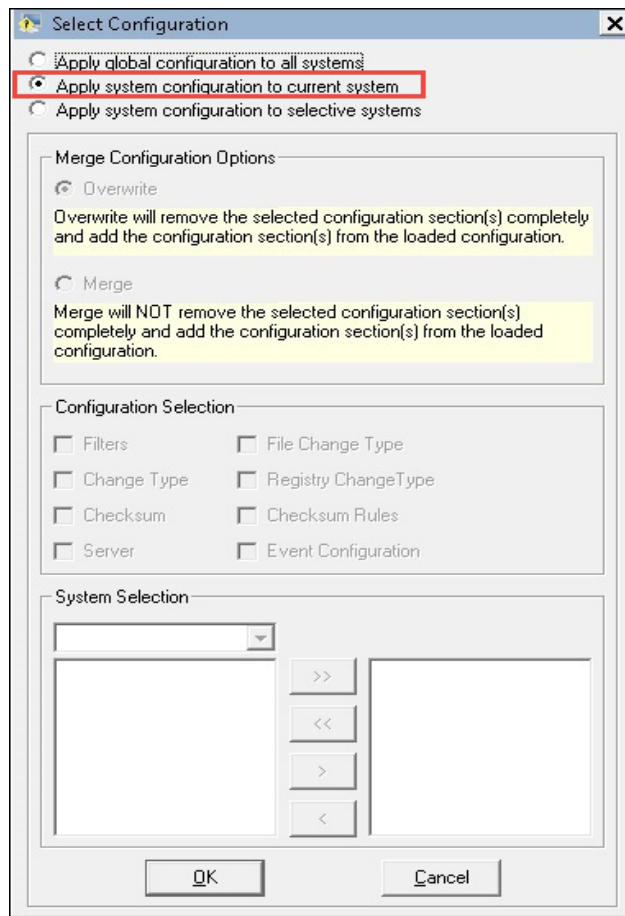 Select Configuration
Apply global configuration to all systems
Apply system configuration to current system
Apply system configuration to selective systems
Merge Configuration Options
Overwrite
Overwrite will remove the selected configuration section(s) completely
and add the configuration section(s) from the loaded configuration.
Merge
Merge will NOT remove the selected configuration section(s)
completely and add the configuration section(s) from the loaded
configuration.
Configuration Selection
Filters
File Change Type
Change Type
Registry ChangeType
Checksum
Checksum Rules
Server
Event Configuration
System Selection
>>
<<
>
<
OK
Cancel